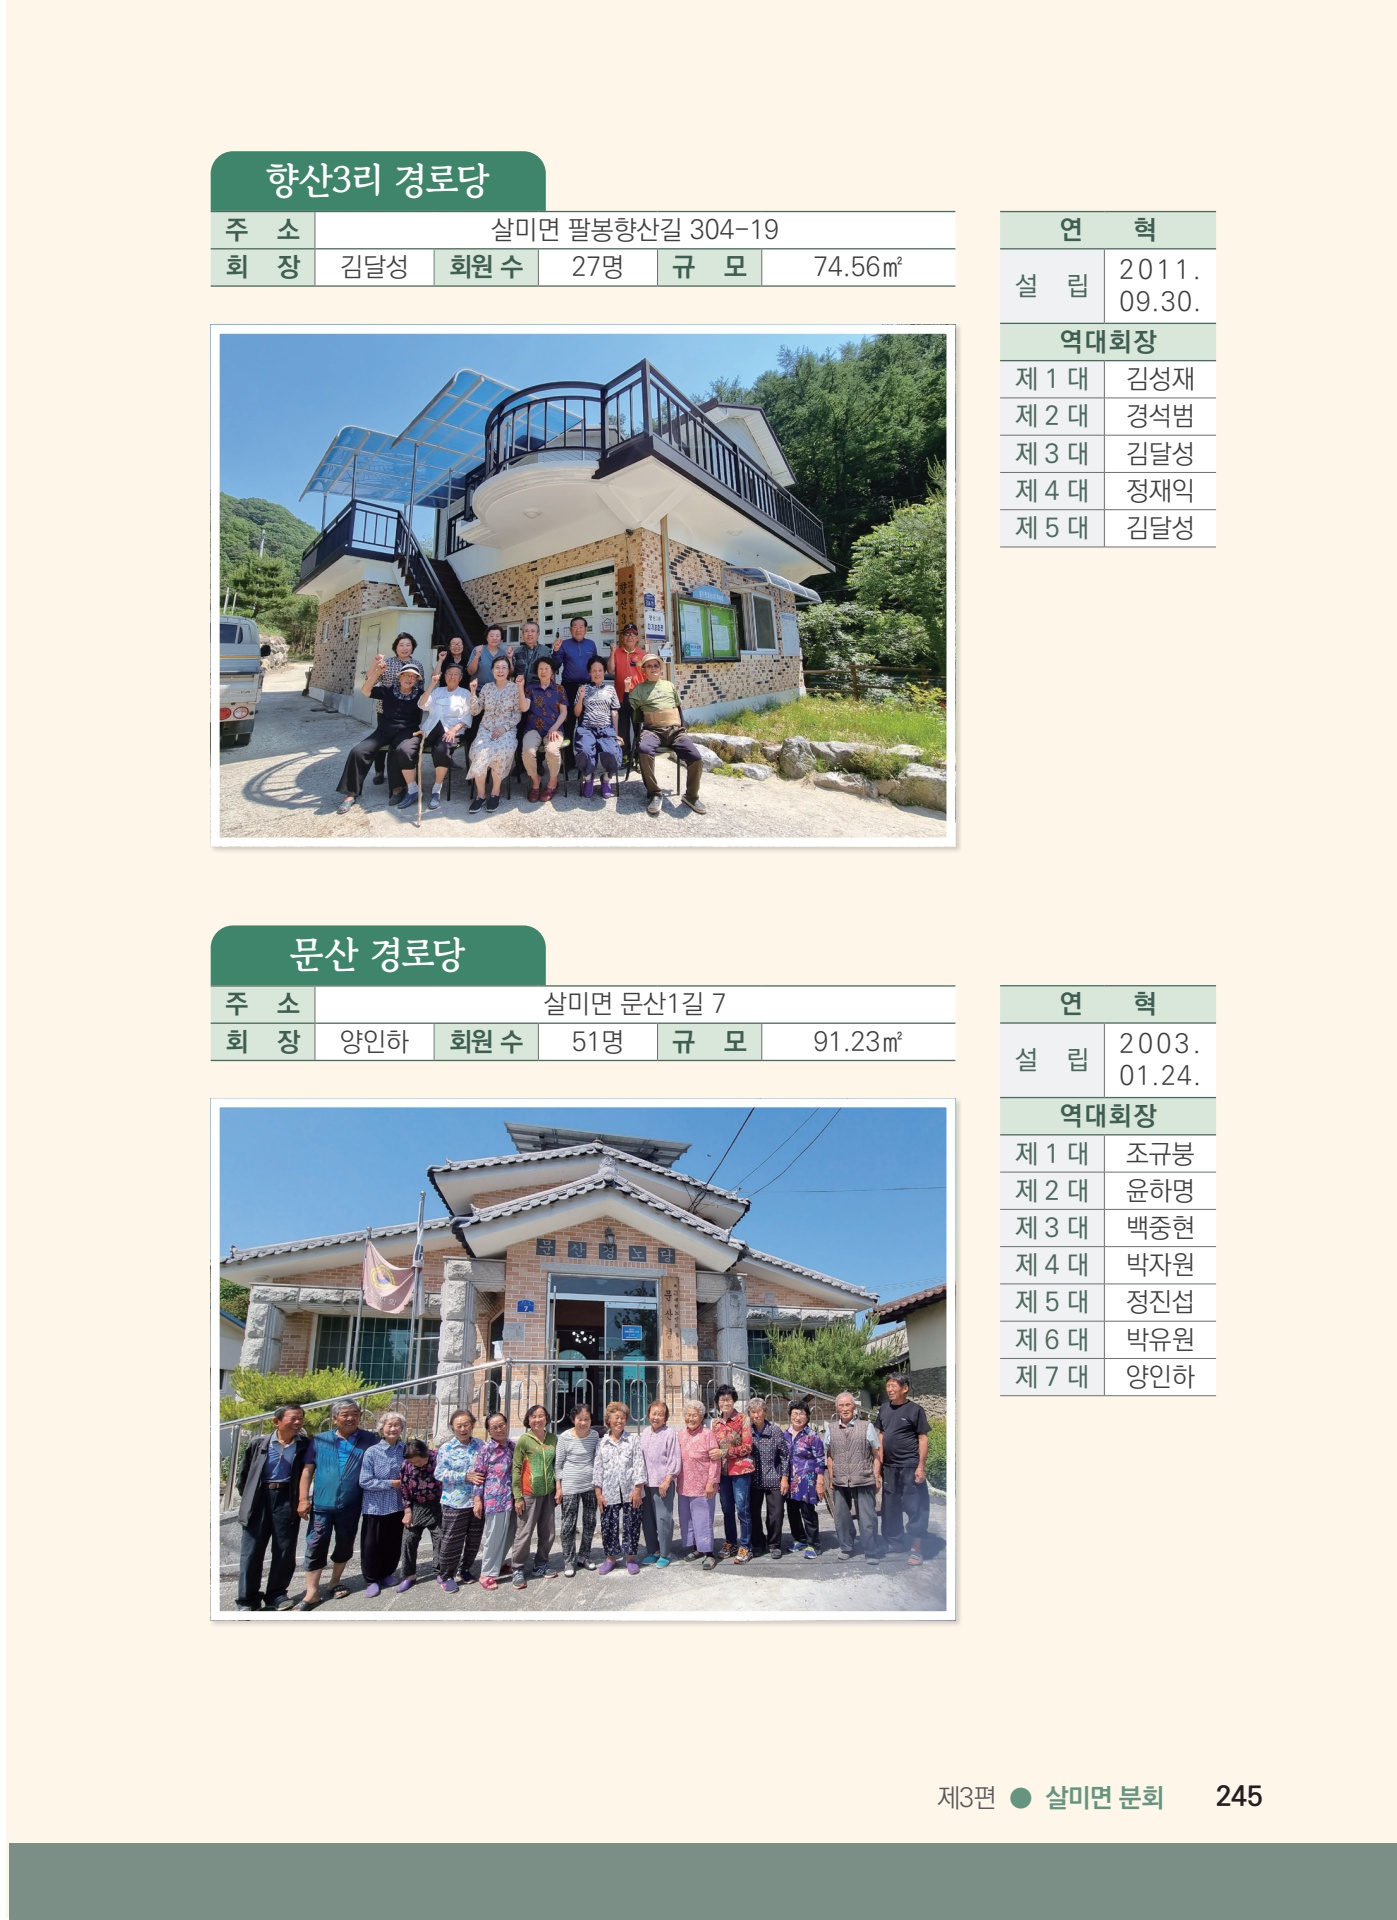 향산3리 경로당
주 소 살미면 팔봉향산길 304-19
회 장 김달성 회원 수 27명 규 모 74.56㎡
연 혁
설 립 2011. 09.30.
역대회장
제 1 대 김성재
제 2 대 경석범
제 3 대 김달성
제 4 대 정재익
제 5 대 김달성
문산 경로당
주 소 살미면 문산1길 7
회 장 양인하 회원 수 51명 규 모 91.23㎡
문산경노당
7
연 혁
설 립 2003. 01.24.
역대회장
제 1 대 조규붕
제 2 대 윤하명
제 3 대 백중현
제 4 대 박자원
제 5 대 정진섭
제 6 대 박유원
제 7 대 양인하
제3편 ● 살미면 분회 245